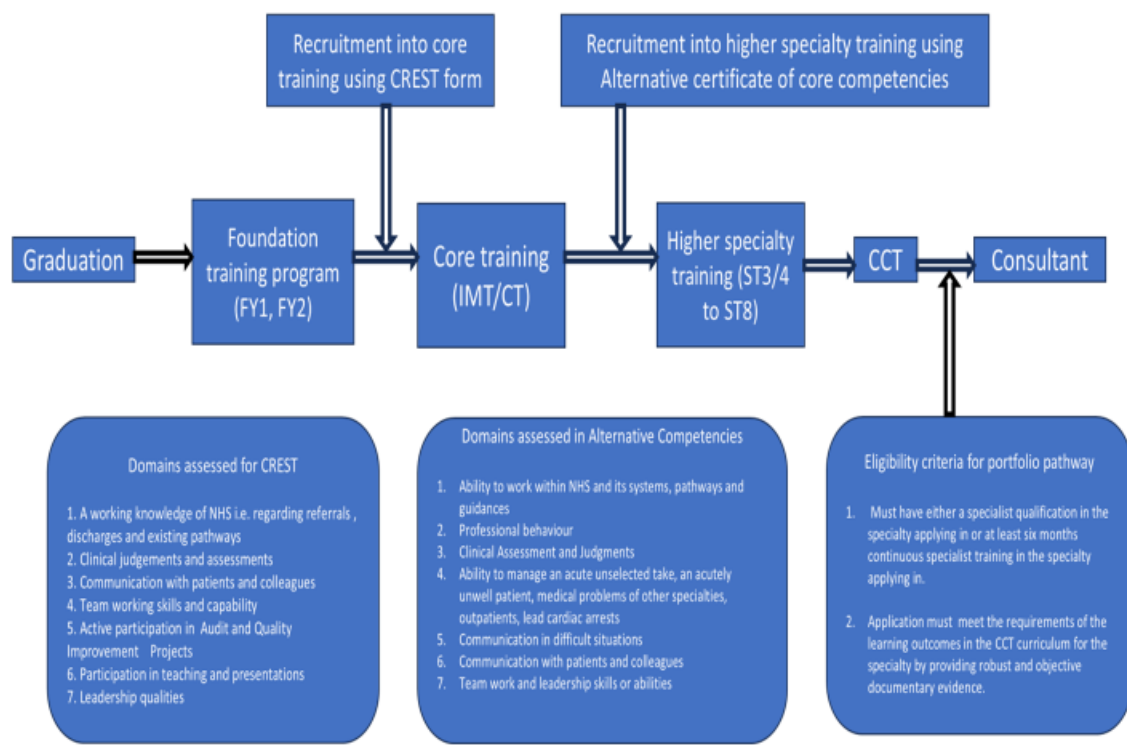 Recruitment into core
training using CREST form
Recruitment into higher specialty training using
Alternative certificate of core competencies
Graduation
Foundation
training program
(FY1, FY2)
Core training
(IMT/CT)
Higher specialty
training (ST3/4
to ST8)
CCT
Consultant
Domains assessed for CREST
1. A working knowledge of NHS i.e. regarding referrals ,
discharges and existing pathways
2. Clinical judgements and assessments
3. Communication with patients and colleagues
4. Team working skills and capability
5. Active participation in Audit and Quality
Improvement Projects
6. Participation in teaching and presentations
7. Leadership qualities
Domains assessed in Alternative Competencies
1. Ability to work within NHS and its systems, pathways and
guidances
2. Professional behaviour
3. Clinical Assessment and Judgments
4. Ability to manage an acute unselected take, an acutely
unwell patient, medical problems of other specialties,
outpatients, lead cardiac arrests
5. Communication in difficult situations
6. Communication with patients and colleagues
7. Team work and leadership skills or abilities
Eligibility criteria for portfolio pathway
1. Must have either a specialist qualification in the
specialty applying in or at least six months
continuous specialist training in the specialty
applying in.
2. Application must meet the requirements of the
learning outcomes in the CCT curriculum for the
specialty by providing robust and objective
documentary evidence.